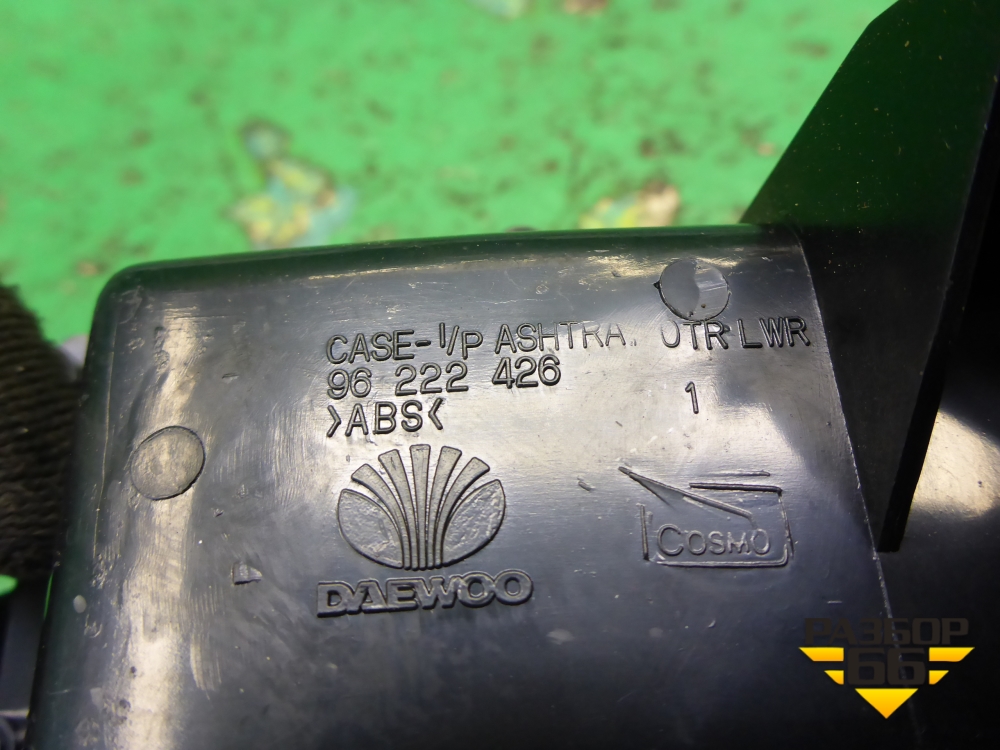 CASE-I/P ASHTRA. OTR LWR
96 222 426
>ABS<
1
DAEWOO
COSMO
РАЗБОР
66